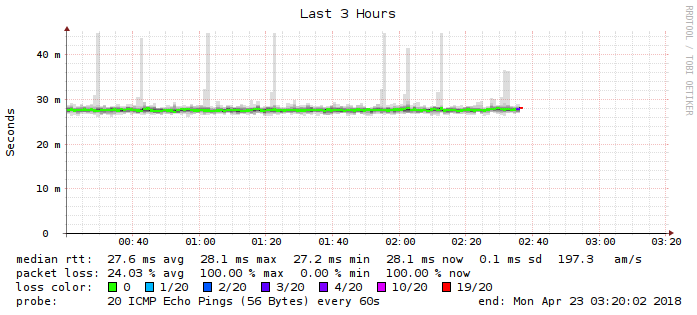 Last 3 Hours
RRDTOOL / TOBI OETIKER
Seconds
40 m
30 m
20 m
10 m
0
00:40 01:00 01:20 01:40 02:00 02:20 02:40 03:00 03:20
median rtt: 27.6 ms avg 28.1 ms max 27.2 ms min 28.1 ms now 0.1 ms sd 197.3 am/s
packet loss: 24.03 % avg 100.00 % max 0.00 % min 100.00 % now
loss color: 0 1/20 2/20 3/20 4/20 10/20 19/20
probe: 20 ICMP Echo Pings (56 Bytes) every 60s end: Mon Apr 23 03:20:02 2018